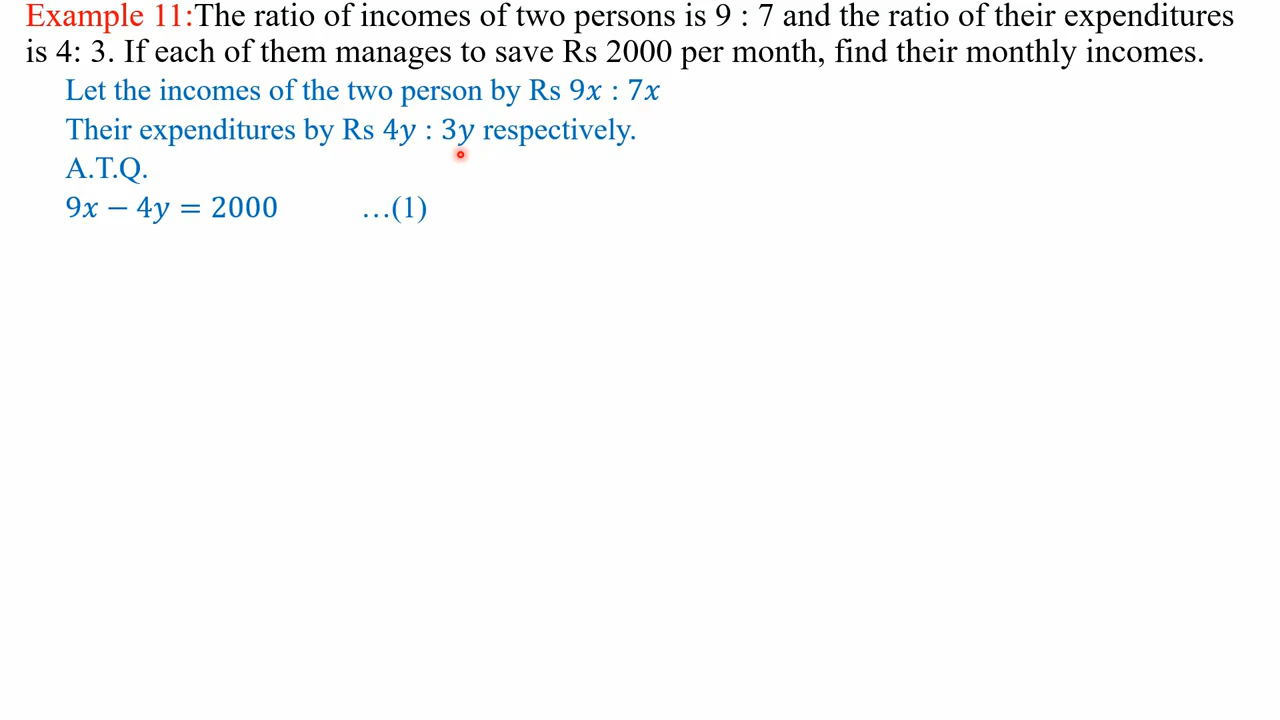 Example 11:The ratio of incomes of two persons is 9 : 7 and the ratio of their expenditures
is 4: 3. If each of them manages to save Rs 2000 per month, find their monthly incomes.
Let the incomes of the two person by Rs 9𝑥 : 7𝑥
Their expenditures by Rs 4𝑦 : 3𝑦 respectively.
A.T.Q.
9𝑥 − 4𝑦 = 2000 …(1)